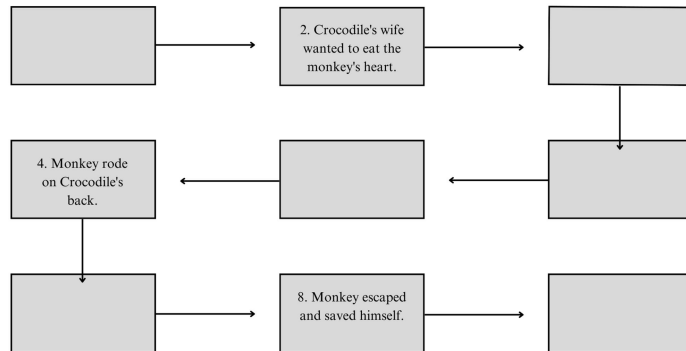 2. Crocodile's wife
wanted to eat the
monkey's heart.
4. Monkey rode
on Crocodile's
back.
8. Monkey escaped
and saved himself.